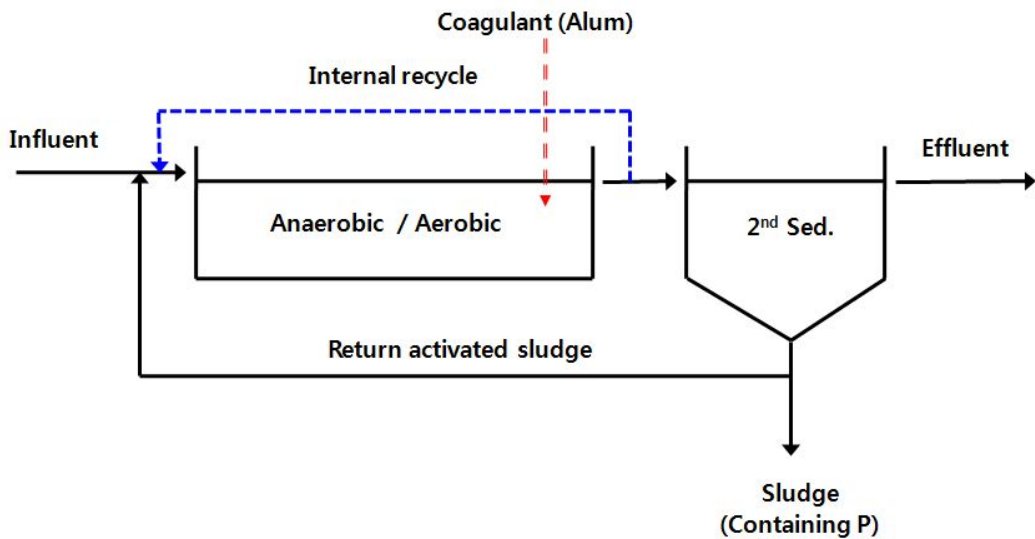 Coagulant (Alum)
Internal recycle
Influent
Effluent
Anaerobic / Aerobic
2nd Sed.
Return activated sludge
Sludge
(Containing P)